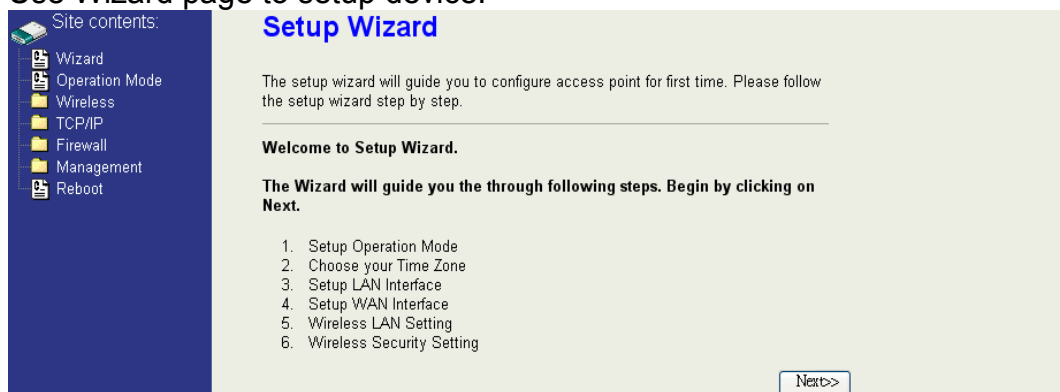 Use Wizard page to setup device.
Site contents:
Wizard
Operation Mode
Wireless
TCP/IP
Firewall
Management
Reboot
Setup Wizard
The setup wizard will guide you to configure access point for first time. Please follow
the setup wizard step by step.
Welcome to Setup Wizard.
The Wizard will guide you the through following steps. Begin by clicking on
Next.
1. Setup Operation Mode
2. Choose your Time Zone
3. Setup LAN Interface
4. Setup WAN Interface
5. Wireless LAN Setting
6. Wireless Security Setting
Next>>